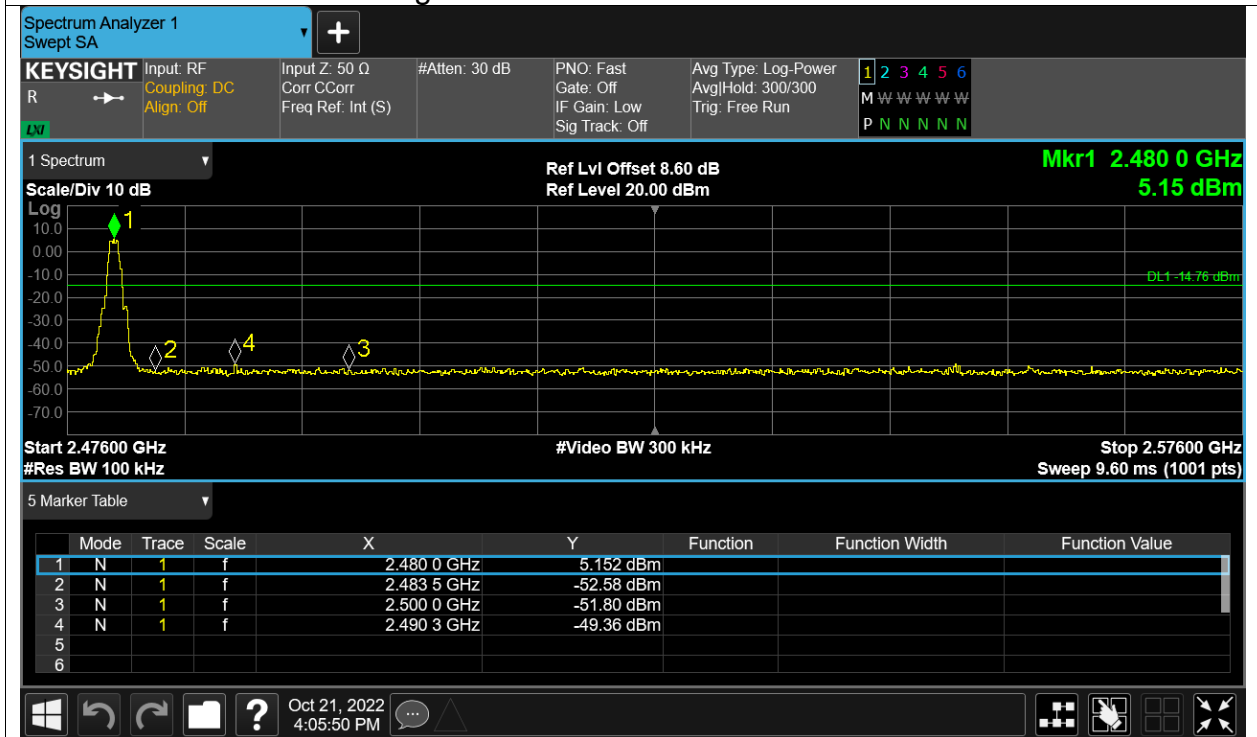 Spectrum Analyzer 1
Swept SA
+
KEYSIGHT Input: RF Input Z: 50 Ω #Atten: 30 dB PNO: Fast Avg Type: Log-Power 1 2 3 4 5 6
R Coupling: DC Corr CCorr Gate: Off Avg|Hold: 300/300 M W W W W W
Align: Off Freq Ref: Int (S) IF Gain: Low Trig: Free Run
LXI Sig Track: Off P N N N N N N
1 Spectrum Ref Lvl Offset 8.60 dB Mkr1 2.480 0 GHz
Scale/Div 10 dB Ref Level 20.00 dBm 5.15 dBm
Log
1
10.0
0.00
-10.0 DL1 -14.76 dBm
-20.0
-30.0
-40.0 2 4 3
-50.0
-60.0
-70.0
Start 2.47600 GHz #Video BW 300 kHz Stop 2.57600 GHz
#Res BW 100 kHz Sweep 9.60 ms (1001 pts)
5 Marker Table
Mode Trace Scale X Y Function Function Width Function Value
1 N 1 f 2.480 0 GHz 5.152 dBm
2 N 1 f 2.483 5 GHz -52.58 dBm
3 N 1 f 2.500 0 GHz -51.80 dBm
4 N 1 f 2.490 3 GHz -49.36 dBm
5
6
? Oct 21, 2022
4:05:50 PM